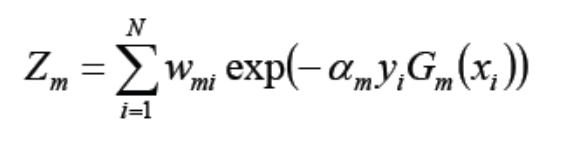 Z_m = \sum_{i=1}^{N} w_{mi} \exp(-\alpha_m y_i G_m(x_i))